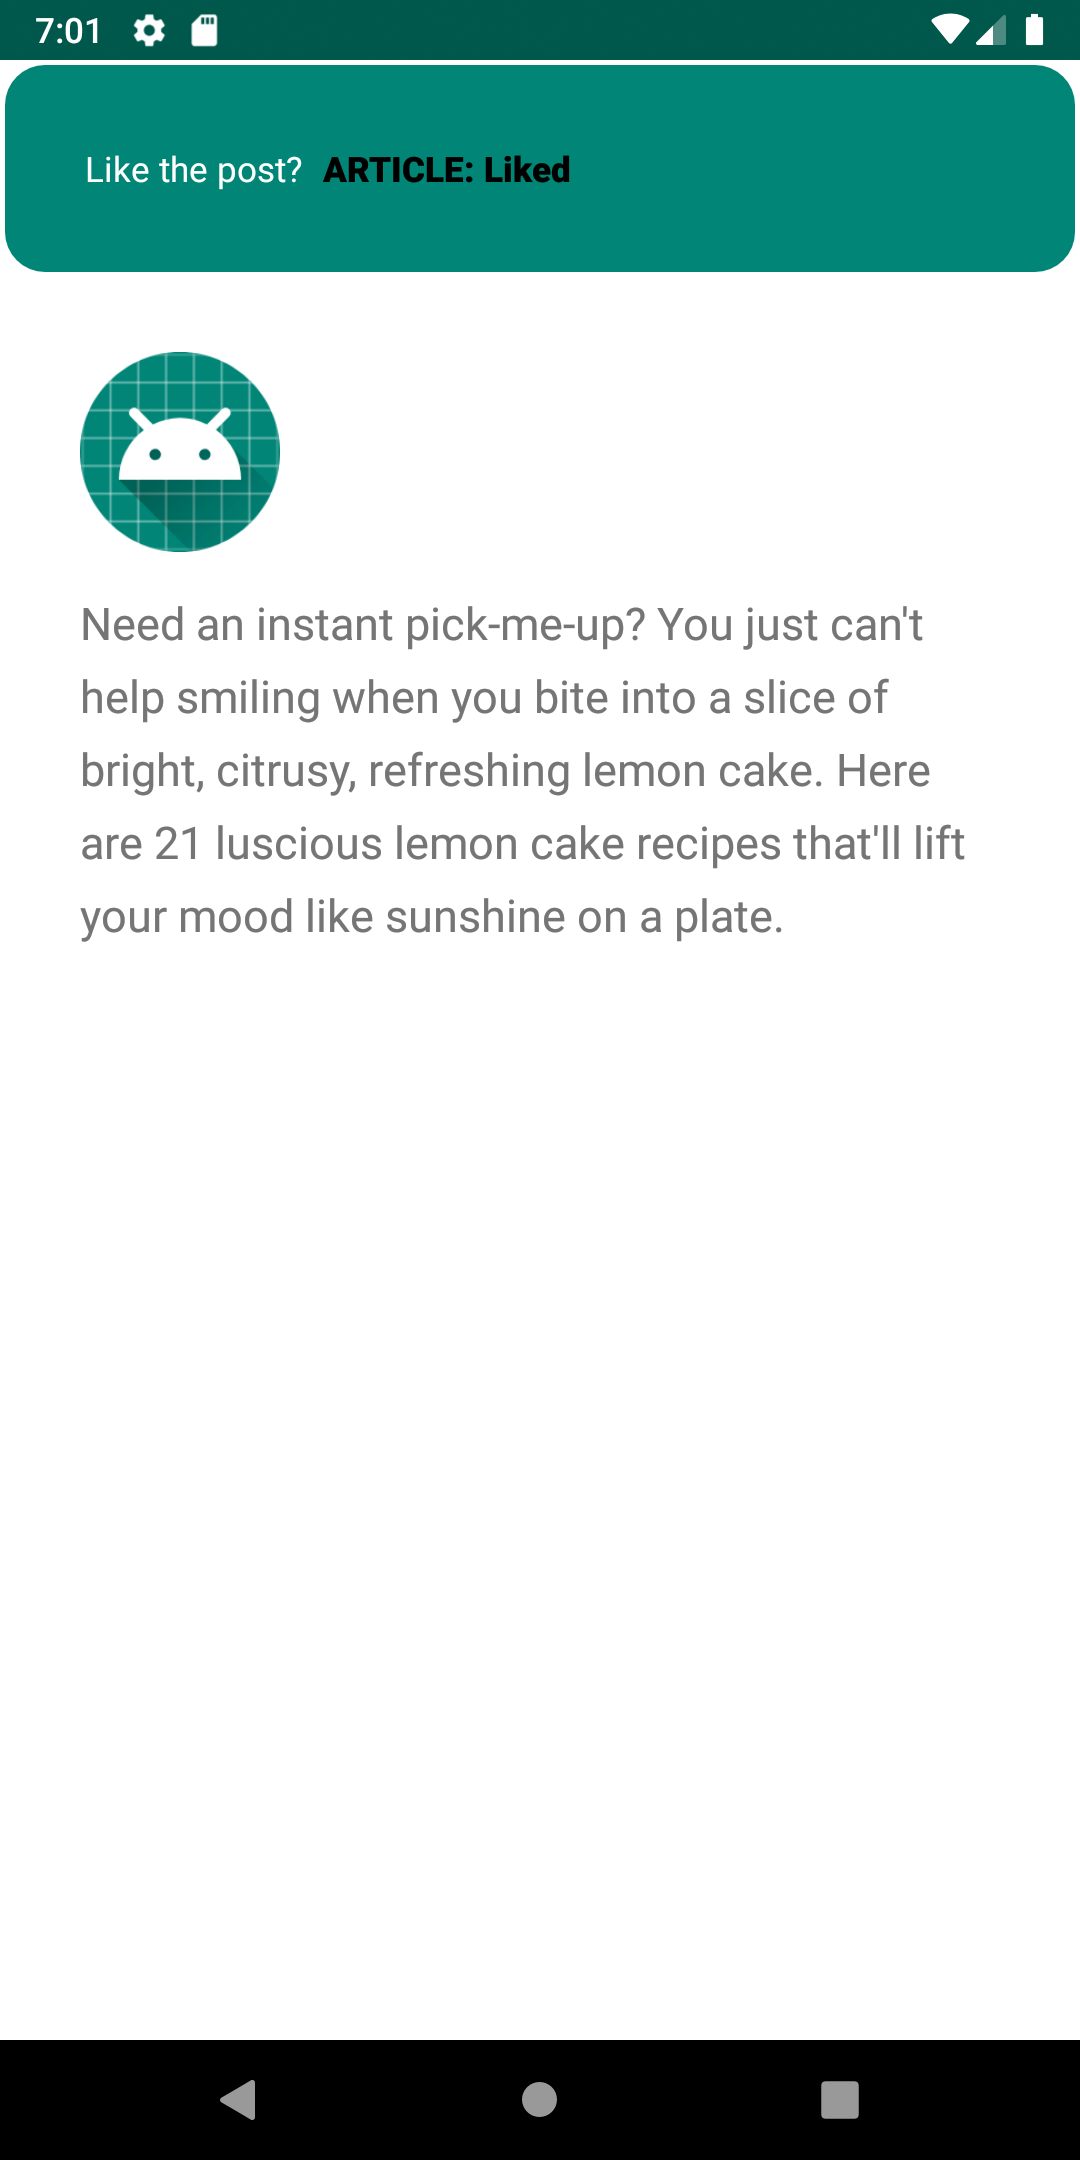 7:01
Like the post? ARTICLE: Liked
Need an instant pick-me-up? You just can't
help smiling when you bite into a slice of
bright, citrusy, refreshing lemon cake. Here
are 21 luscious lemon cake recipes that'll lift
your mood like sunshine on a plate.